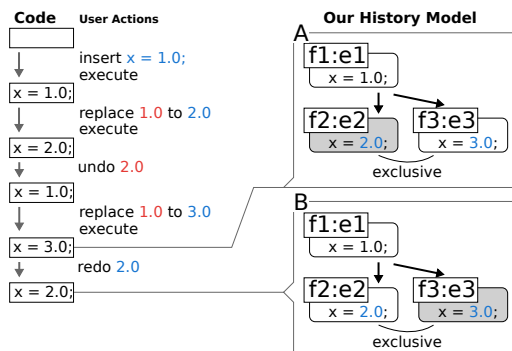 Code User Actions
insert x = 1.0;
execute
x = 1.0;
replace 1.0 to 2.0
execute
x = 2.0;
undo 2.0
x = 1.0;
replace 1.0 to 3.0
execute
x = 3.0;
redo 2.0
x = 2.0;
Our History Model
A
f1:e1
x = 1.0;
f2:e2 f3:e3
x = 2.0; x = 3.0;
exclusive
B
f1:e1
x = 1.0;
f2:e2 f3:e3
x = 2.0; x = 3.0;
exclusive